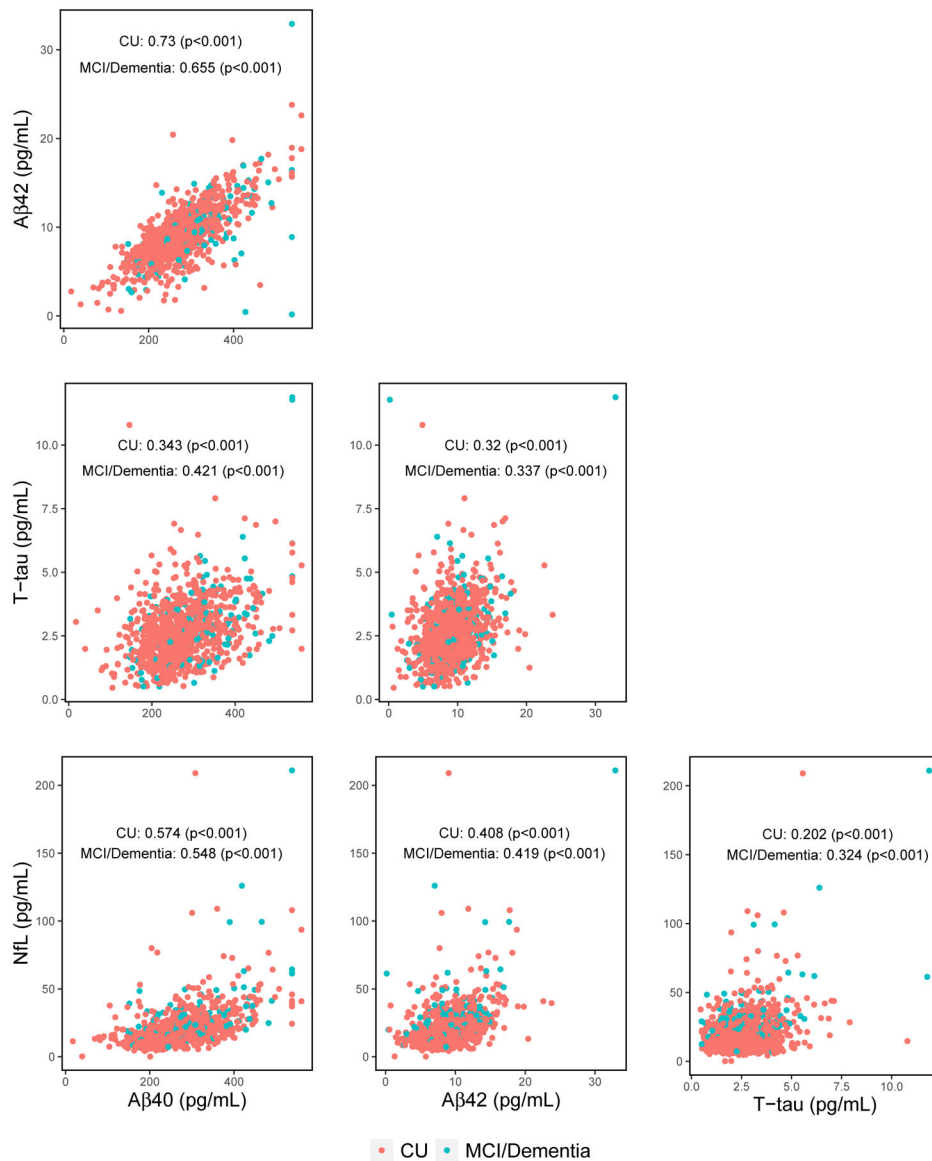 CU: 0.73 (p<0.001)
MCI/Dementia: 0.655 (p<0.001)
Aβ42 (pg/mL)
30
20
10
0
0 200 400
CU: 0.343 (p<0.001)
MCI/Dementia: 0.421 (p<0.001)
T−tau (pg/mL)
10.0
7.5
5.0
2.5
0.0
0 200 400
CU: 0.32 (p<0.001)
MCI/Dementia: 0.337 (p<0.001)
10.0
7.5
5.0
2.5
0.0
0 10 20 30
CU: 0.574 (p<0.001)
MCI/Dementia: 0.548 (p<0.001)
NfL (pg/mL)
200
150
100
50
0
0 200 400
Aβ40 (pg/mL)
CU: 0.408 (p<0.001)
MCI/Dementia: 0.419 (p<0.001)
200
150
100
50
0
0 10 20 30
Aβ42 (pg/mL)
CU: 0.202 (p<0.001)
MCI/Dementia: 0.324 (p<0.001)
200
150
100
50
0
0.0 2.5 5.0 7.5 10.0
T−tau (pg/mL)
CU MCI/Dementia